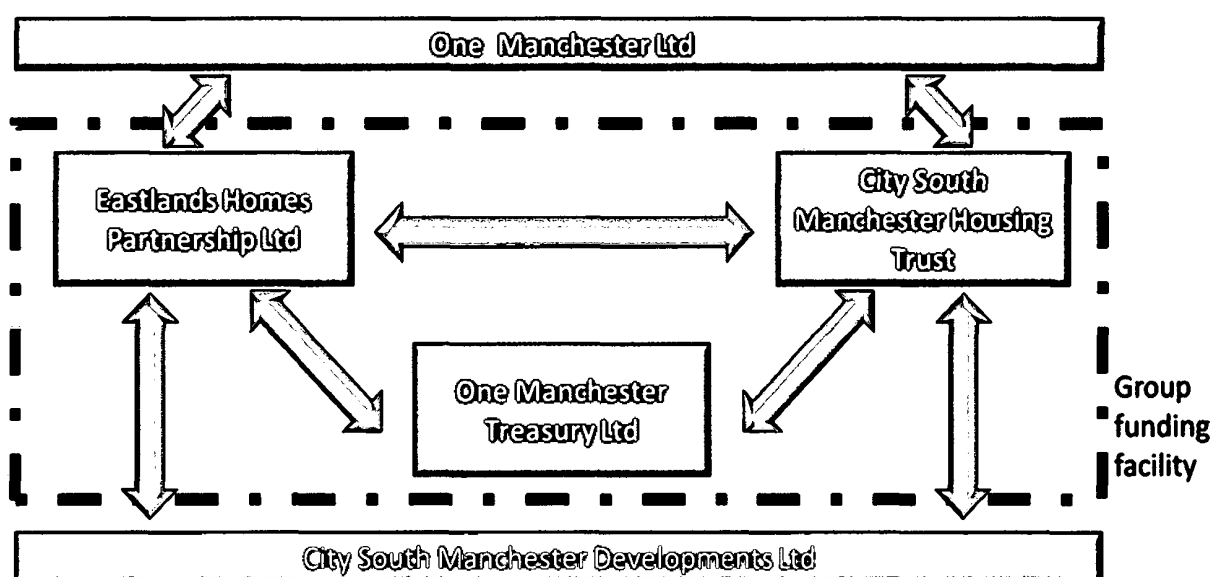 One Manchester Ltd
Eastlands Homes
Partnership Ltd
City South
Manchester Housing
Trust
One Manchester
Treasury Ltd
Group
funding
facility
City South Manchester Developments Ltd